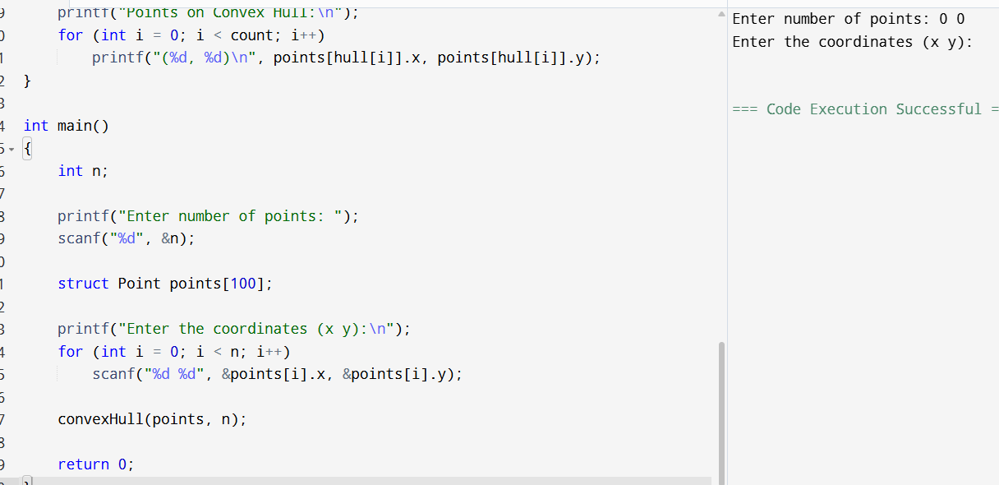 printf("Points on Convex Hull:\n");
for (int i = 0; i < count; i++)
printf("(%d, %d)\n", points[hull[i]].x, points[hull[i]].y);
}
int main()
{
int n;
printf("Enter number of points: ");
scanf("%d", &n);
struct Point points[100];
printf("Enter the coordinates (x y):\n");
for (int i = 0; i < n; i++)
scanf("%d %d", &points[i].x, &points[i].y);
convexHull(points, n);
return 0;
}
Enter number of points: 0 0
Enter the coordinates (x y):
=== Code Execution Successful =